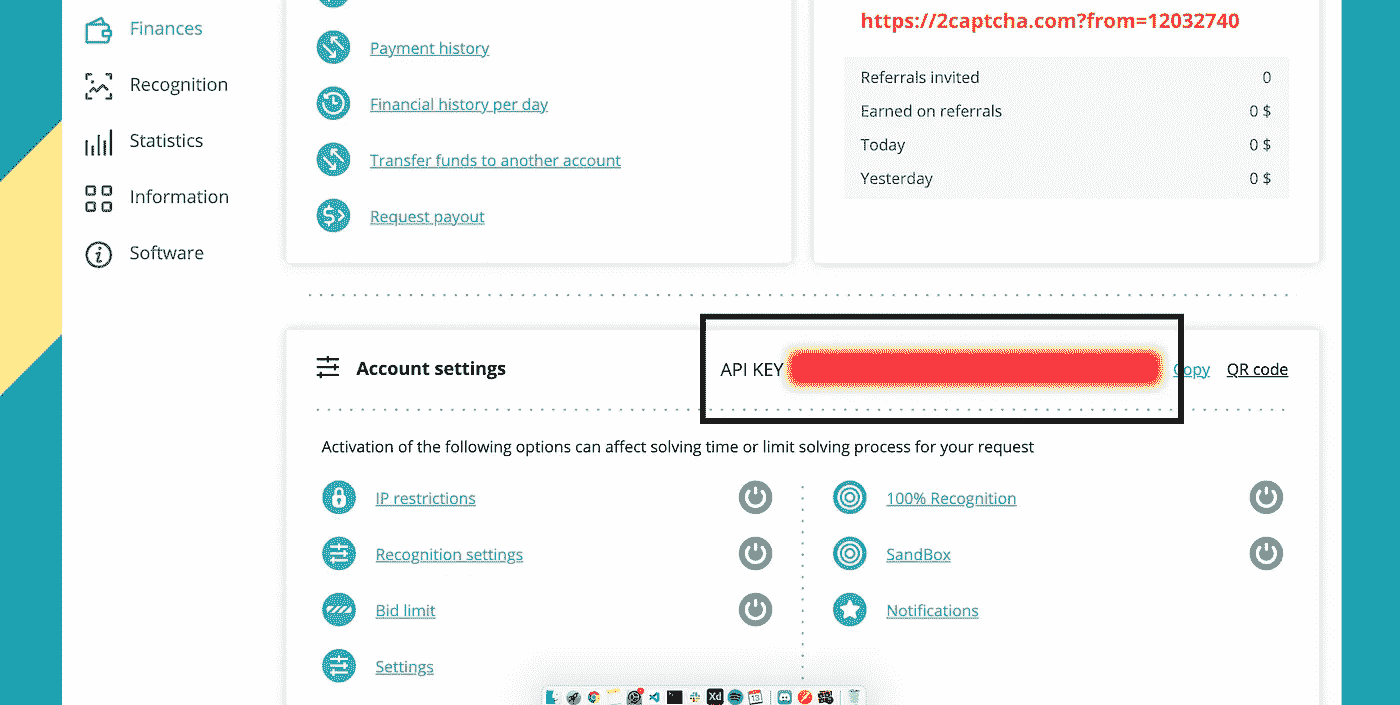 Finances
Recognition
Statistics
Information
Software
Payment history
Financial history per day
Transfer funds to another account
Request payout
https://2captcha.com?from=12032740
Referrals invited 0
Earned on referrals 0 $
Today 0 $
Yesterday 0 $
Account settings
API KEY
Copy QR code
Activation of the following options can affect solving time or limit solving process for your request
IP restrictions
Recognition settings
Bid limit
Settings
100% Recognition
SandBox
Notifications
Xd
13